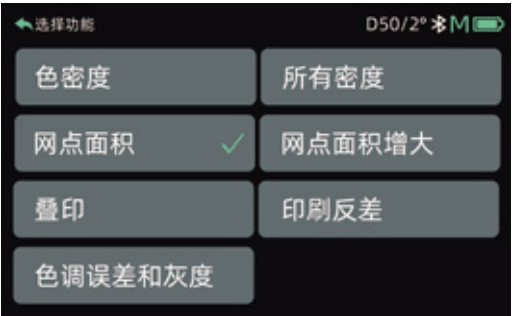 选择功能 D50/2° M
色密度 所有密度
网点面积 网点面积增大
叠印 印刷反差
色调误差和灰度